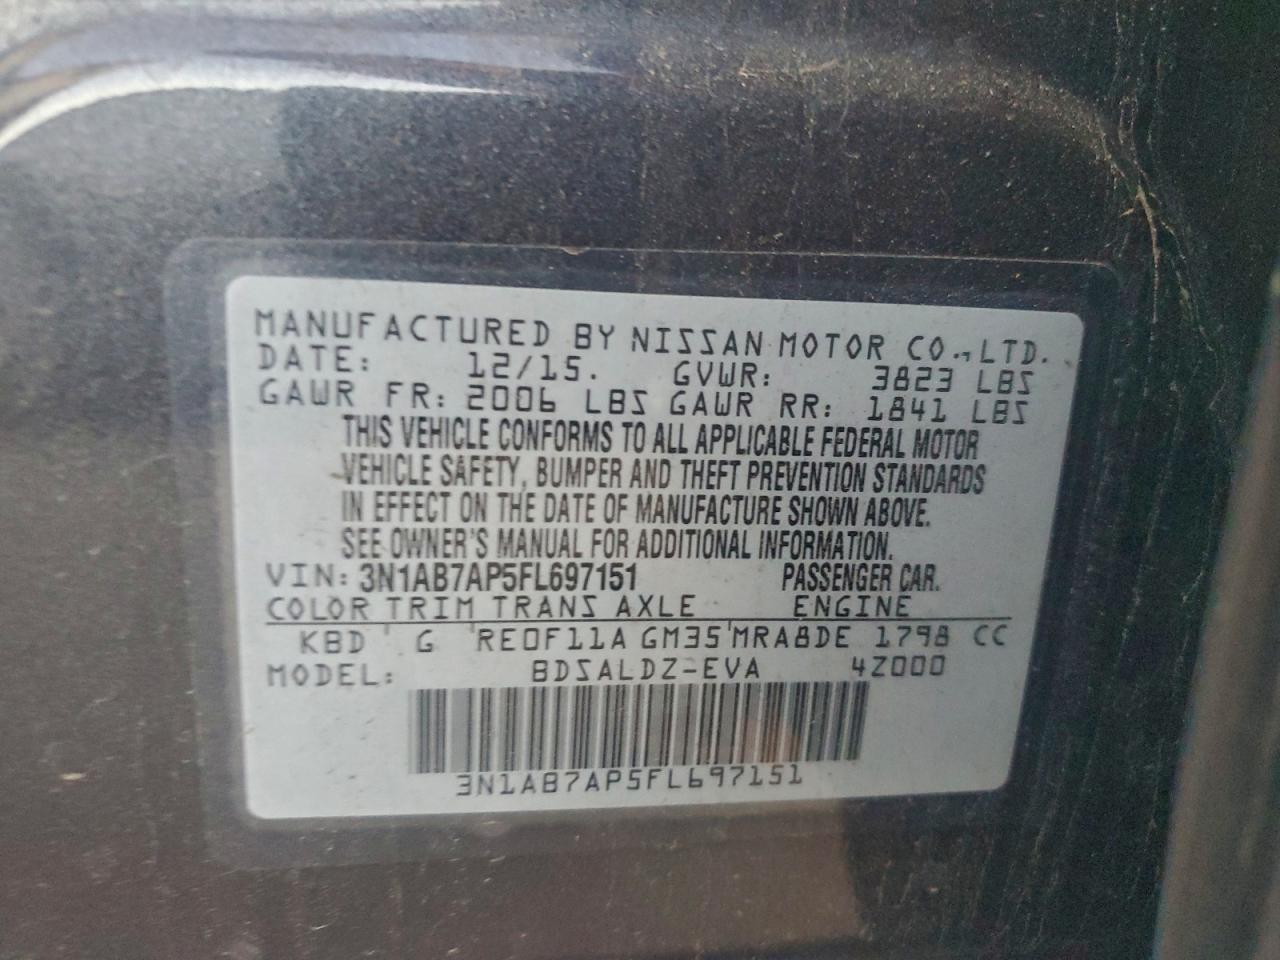 MANUFACTURED BY NISSAN MOTOR CO., LTD.
DATE: 12/15. GVWR: 3823 LBS
GAWR FR: 2006 LBS GAWR RR: 1841 LBS
THIS VEHICLE CONFORMS TO ALL APPLICABLE FEDERAL MOTOR
VEHICLE SAFETY, BUMPER AND THEFT PREVENTION STANDARDS
IN EFFECT ON THE DATE OF MANUFACTURE SHOWN ABOVE.
SEE OWNER'S MANUAL FOR ADDITIONAL INFORMATION.
VIN: 3N1AB7AP5FL697151 PASSENGER CAR.
COLOR TRIM TRANS AXLE ENGINE
KBD G RE0F11A GM35 MRA8DE 1798 CC
MODEL: BDSALDZ-EVA 4Z000
3N1AB7AP5FL697151